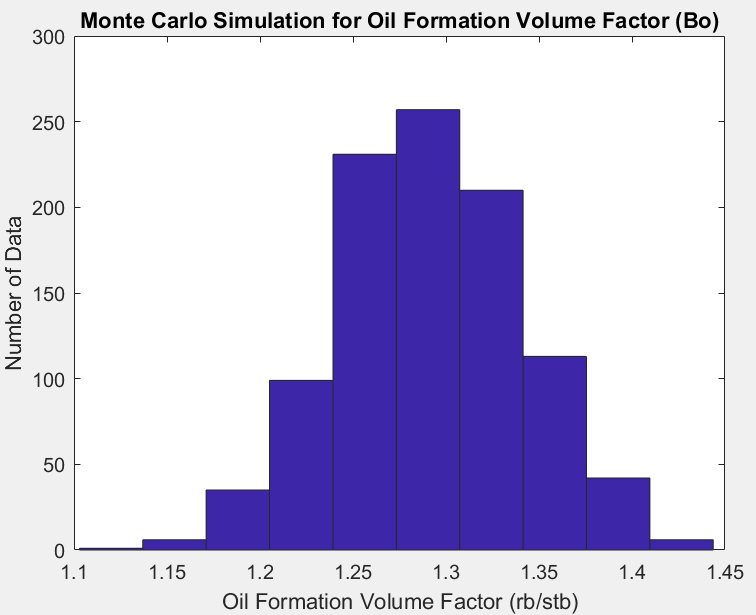 Monte Carlo Simulation for Oil Formation Volume Factor (Bo)
300
250
200
150
100
50
0
Number of Data
1.1 1.15 1.2 1.25 1.3 1.35 1.4 1.45
Oil Formation Volume Factor (rb/stb)